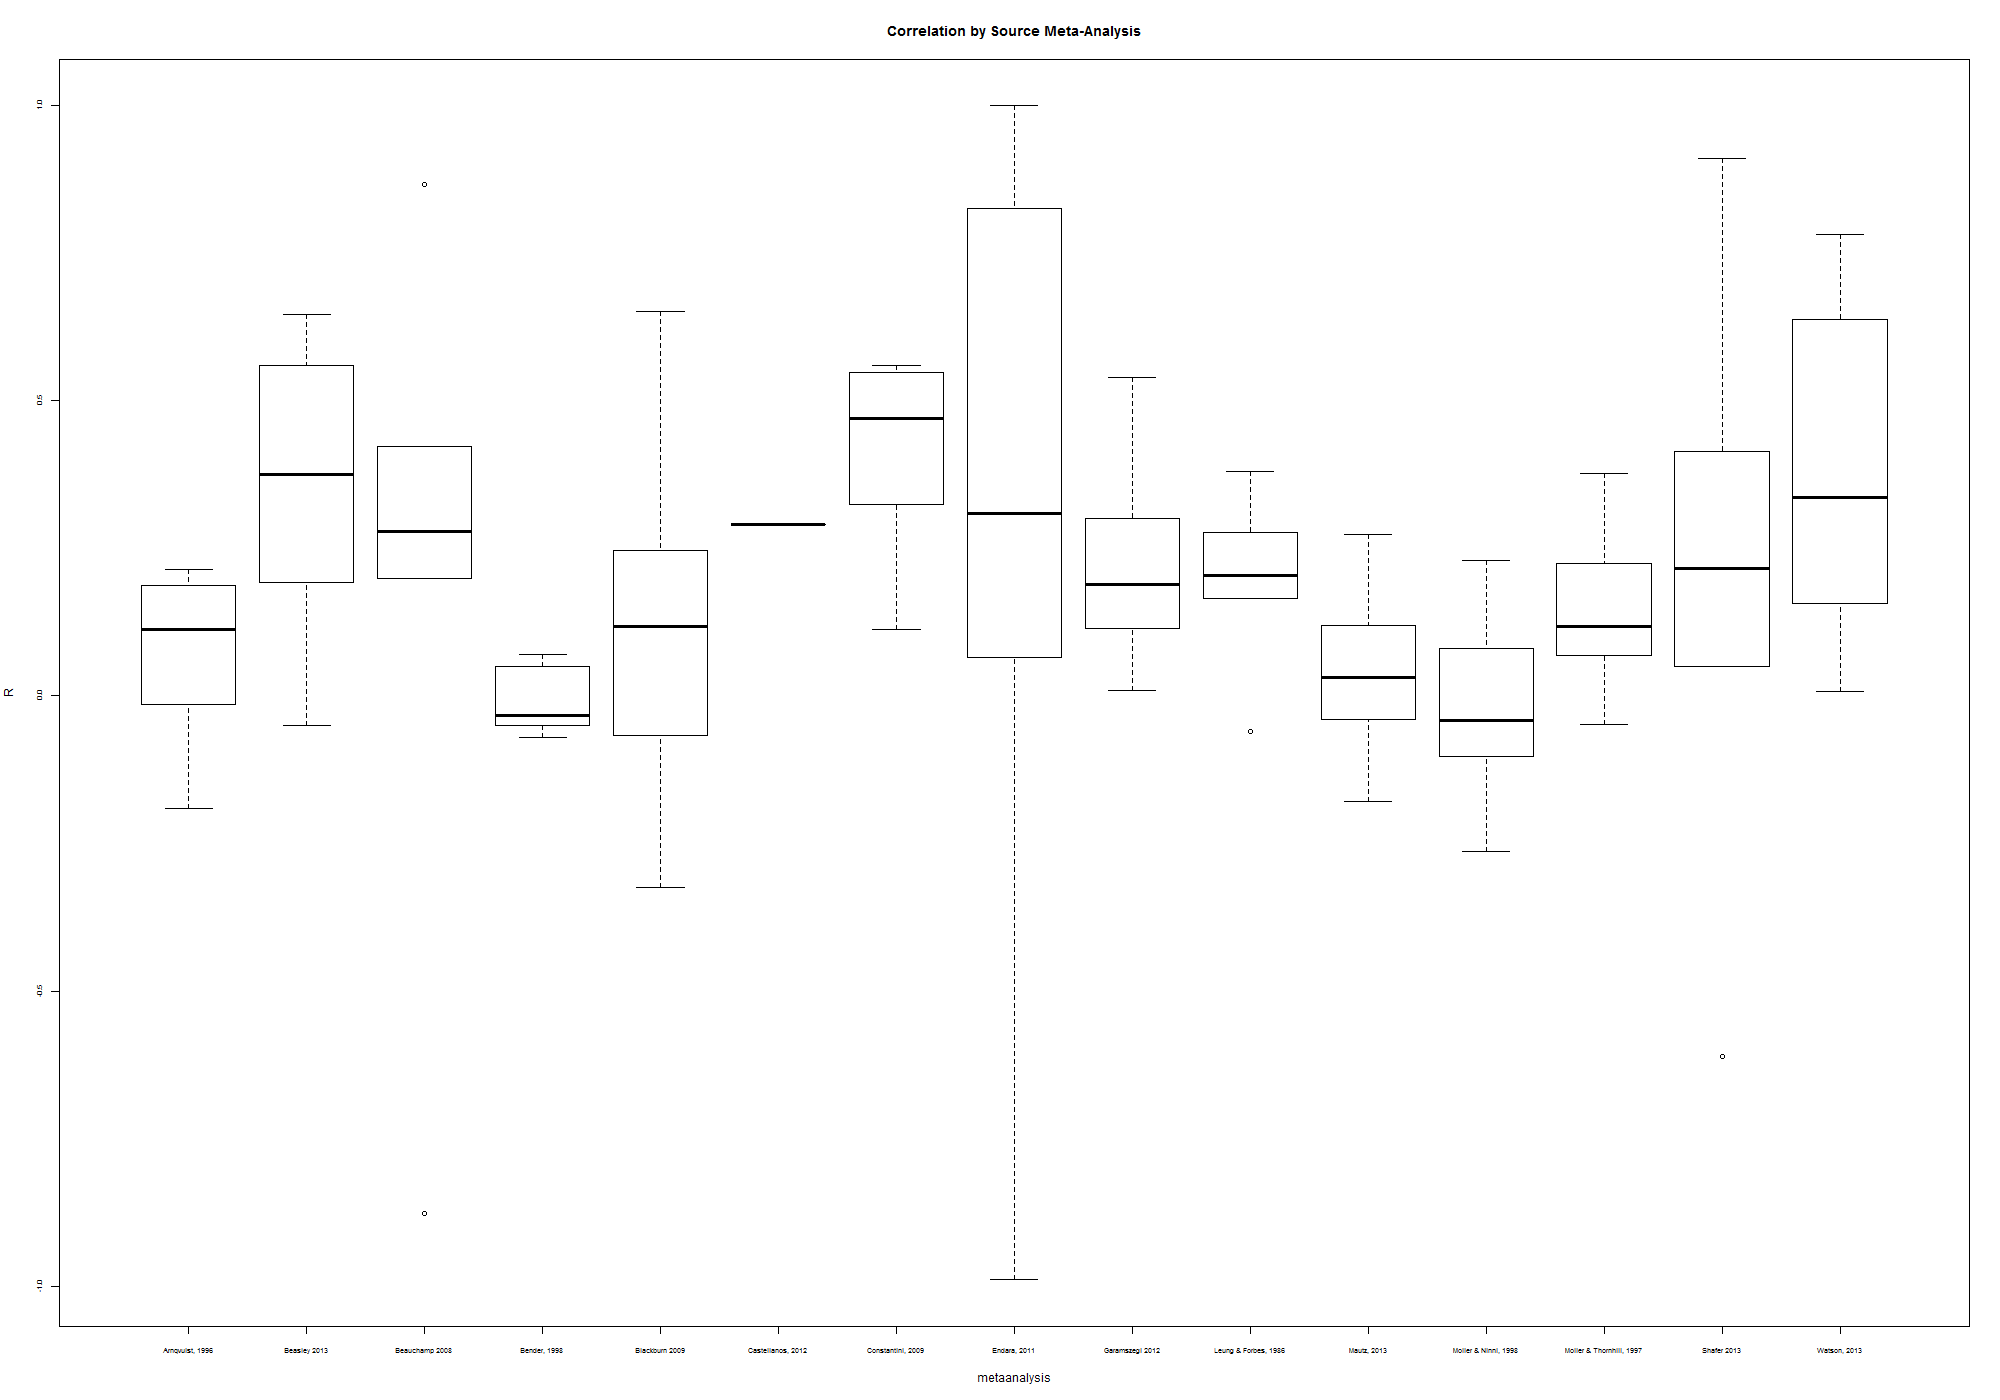 Correlation by Source Meta-Analysis
1.0
0.5
0.0
-0.5
-1.0
R
Arnqvist, 1996
Beasley 2013
Beauchamp 2008
Bender, 1998
Blackburn 2009
Castellanos, 2012
Constantini, 2009
Endara, 2011
Garamszegi 2012
Leung & Forbes, 1986
Mautz, 2013
Moller & Ninni, 1998
Moller & Thornhill, 1997
Shafer 2013
Watson, 2013
metaanalysis